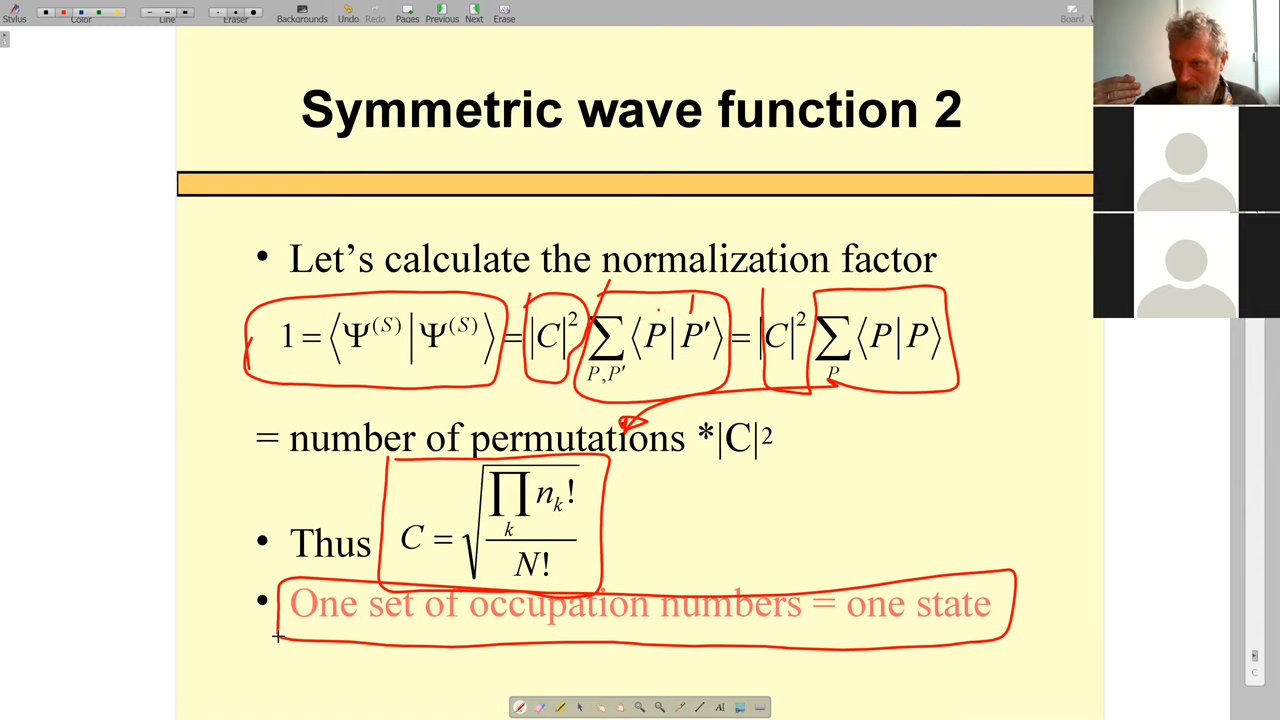 Stylus Color Line Eraser Backgrounds Undo Redo Pages Previous Next Erase Board
Symmetric wave function 2
• Let's calculate the normalization factor
1 = ⟨Ψ^(S) | Ψ^(S)⟩ = |C|² ∑_{P,P′} ⟨P|P′⟩ = |C|² ∑_P ⟨P|P⟩
= number of permutations *|C|2
• Thus C = √(∏_k n_k! / N!)
• One set of occupation numbers = one state